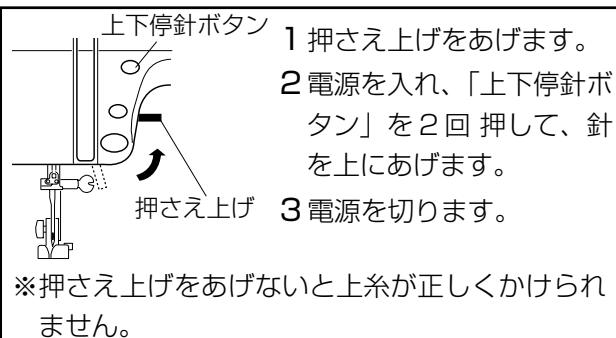 上下停針ボタン
押さえ上げ
1 押さえ上げをあげます。
2 電源を入れ、「上下停針ボ
タン」を2回 押して、針
を上にあげます。
3 電源を切ります。
※押さえ上げをあげないと上糸が正しくかけられ
ません。